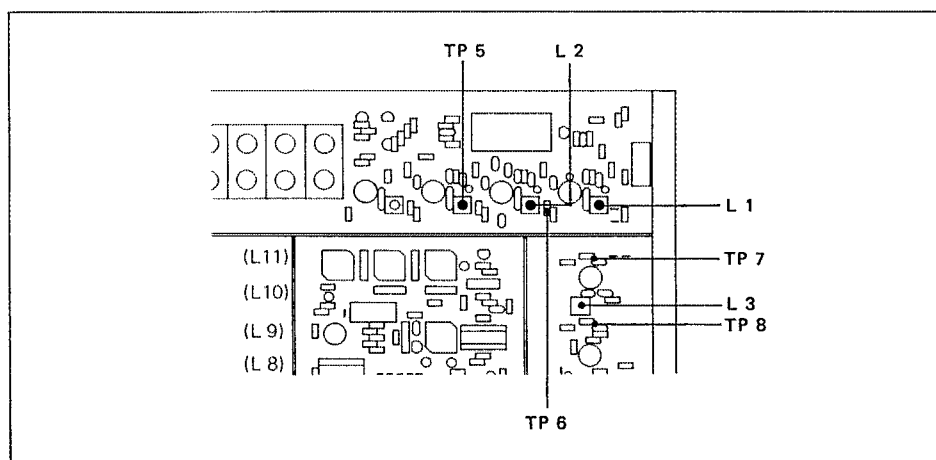 TP 5
L 2
L 1
(L11)
TP 7
(L10)
L 3
(L 9)
TP 8
(L 8)
TP 6